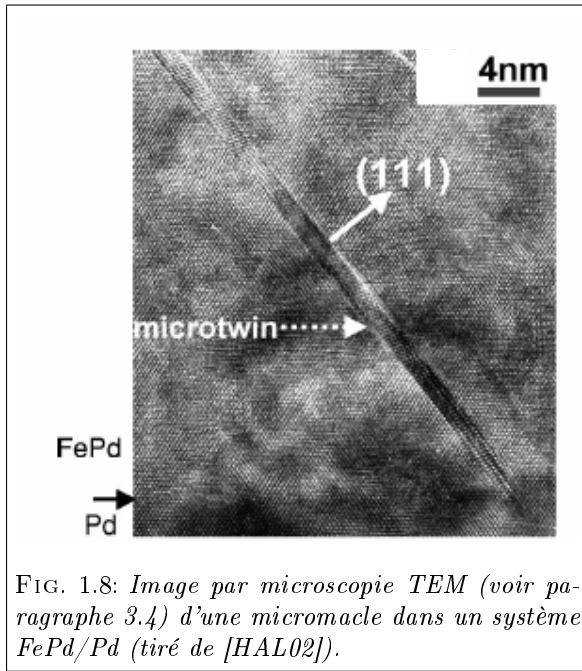 4nm
(111)
microtwin
FePd
Pd
FIG. 1.8: Image par microscopie TEM (voir pa-
ragraphe 3.4) d'une micromacle dans un système
FePd/Pd (tiré de [HAL02]).